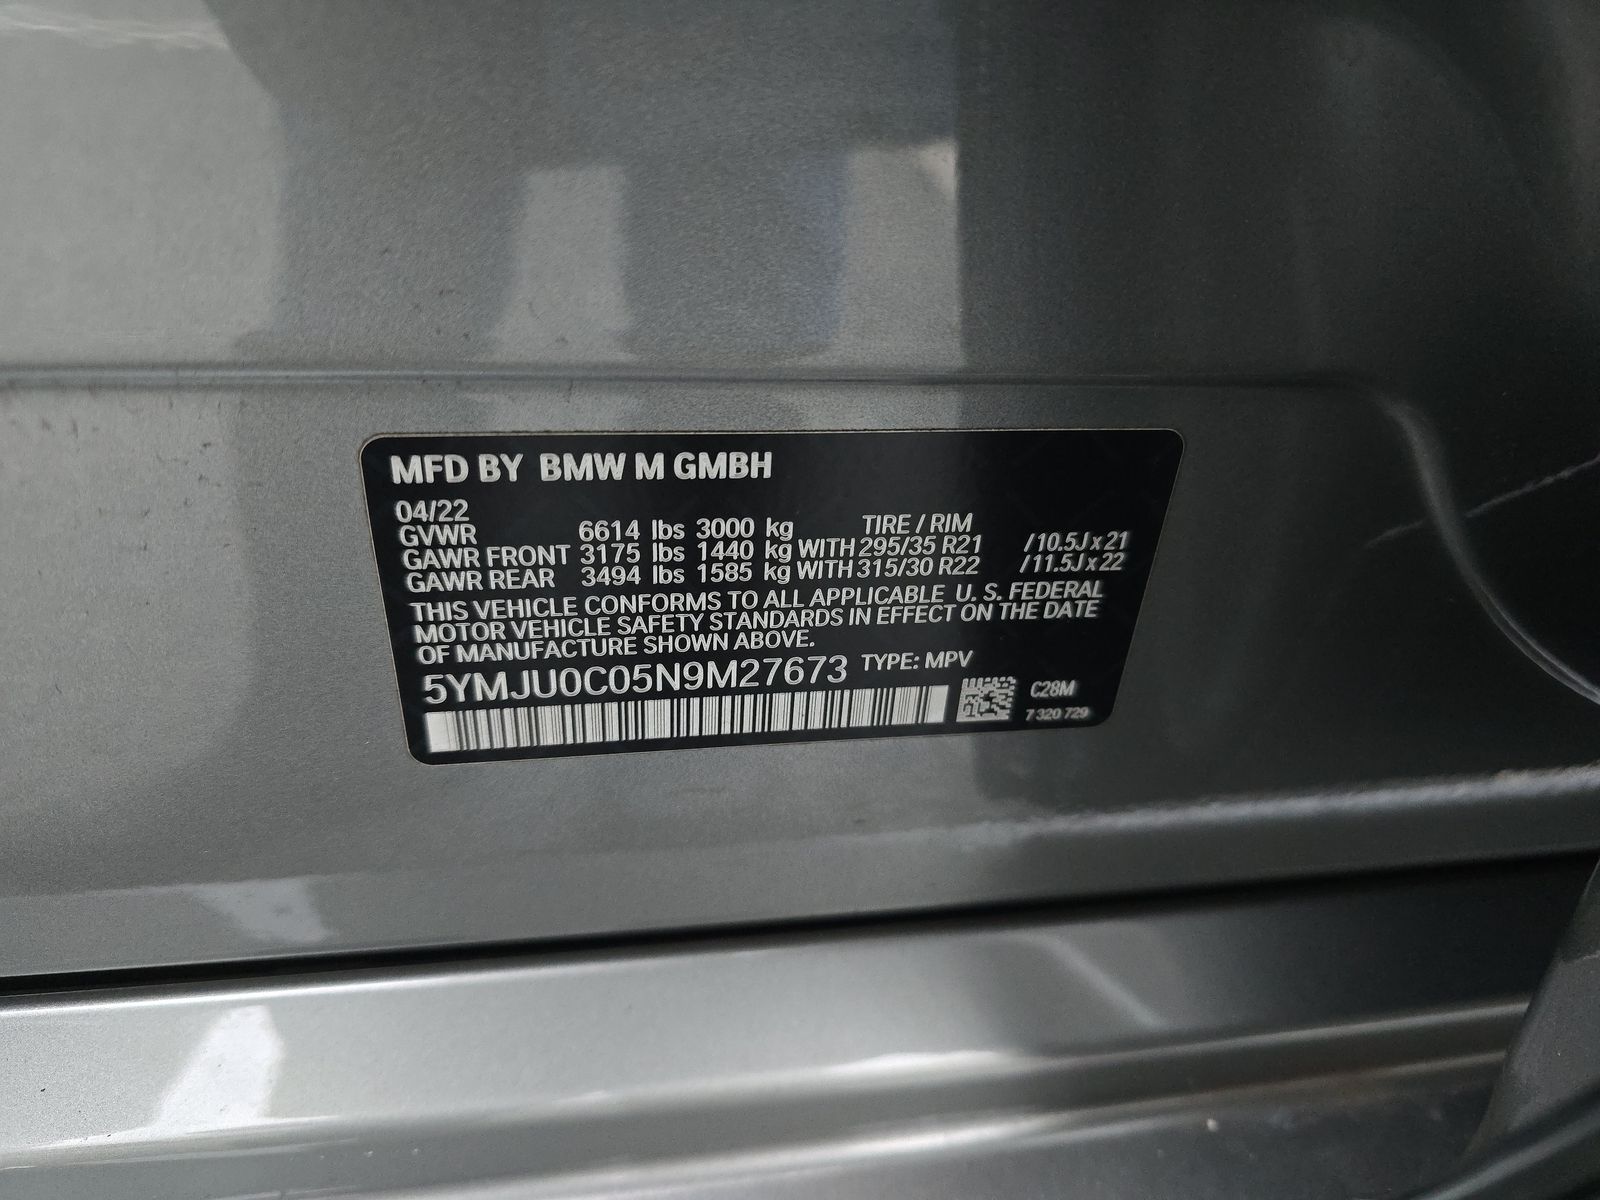 MFD BY BMW M GMBH
04/22
GVWR 6614 lbs 3000 kg TIRE / RIM
GAWR FRONT 3175 lbs 1440 kg WITH 295/35 R21 /10.5J x 21
GAWR REAR 3494 lbs 1585 kg WITH 315/30 R22 /11.5J x 22
THIS VEHICLE CONFORMS TO ALL APPLICABLE U. S. FEDERAL
MOTOR VEHICLE SAFETY STANDARDS IN EFFECT ON THE DATE
OF MANUFACTURE SHOWN ABOVE.
5YMJU0C05N9M27673 TYPE: MPV
C28M
7 320 729